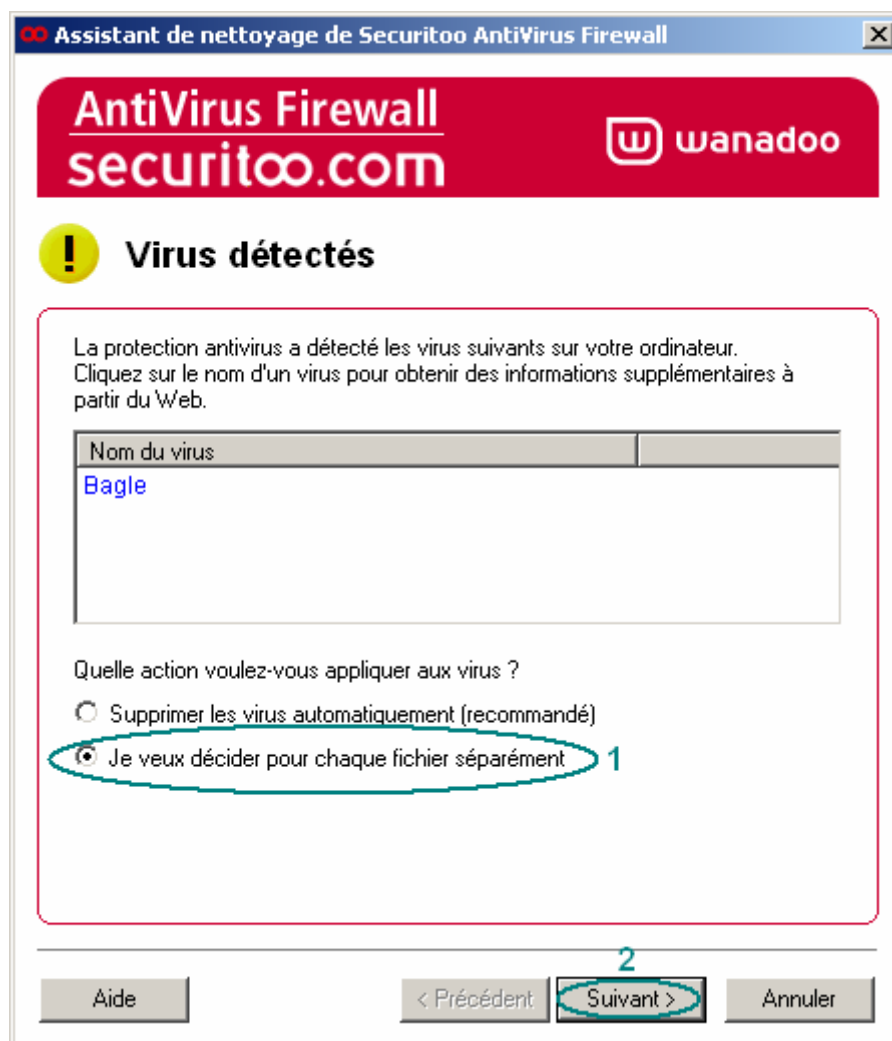 Assistant de nettoyage de Securitoo AntiVirus Firewall
AntiVirus Firewall
securitoo.com
wanadoo
Virus détectés
La protection antivirus a détecté les virus suivants sur votre ordinateur.
Cliquez sur le nom d'un virus pour obtenir des informations supplémentaires à
partir du Web.
Nom du virus
Bagle
Quelle action voulez-vous appliquer aux virus ?
Supprimer les virus automatiquement (recommandé)
Je veux décider pour chaque fichier séparément 1
2
Aide < Précédent Suivant > Annuler